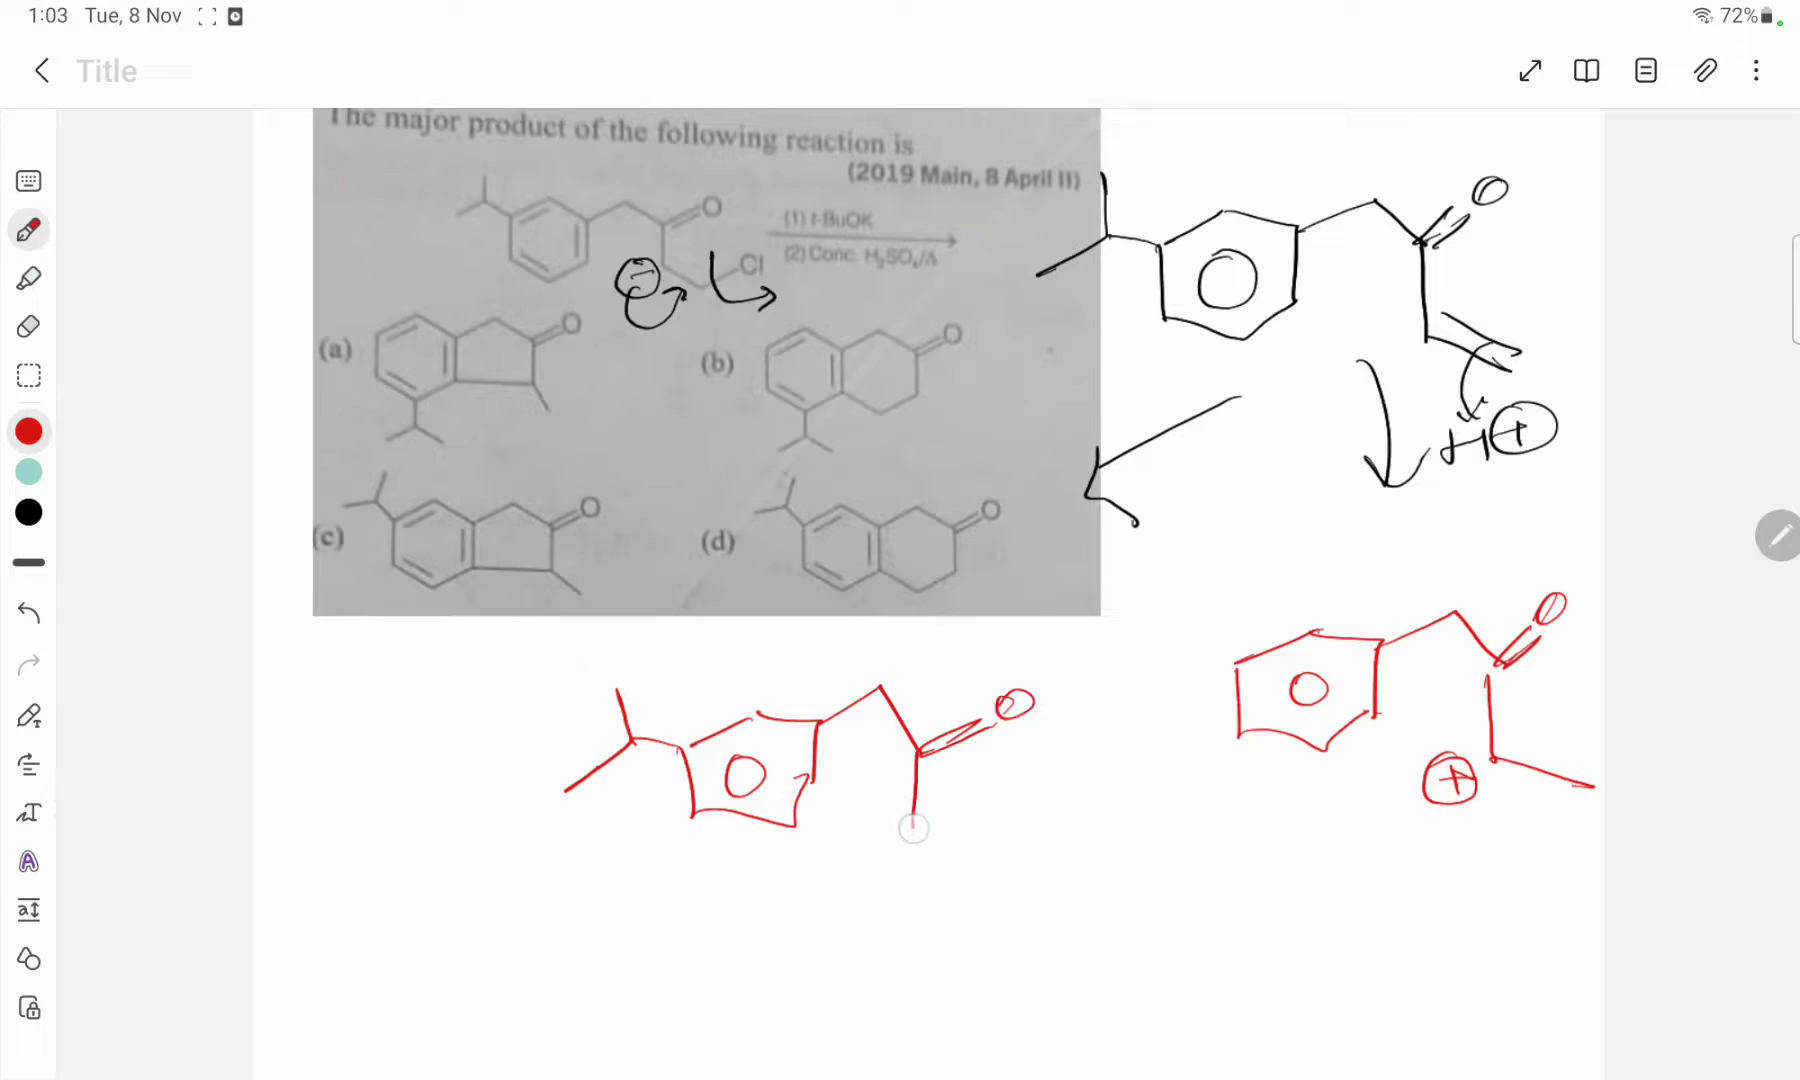 1:03 Tue, 8 Nov
72%
Title
The major product of the following reaction is
(2019 Main, 8 April II)
O
(1) t-BuOK
(2) Conc. H₂SO₄/Δ
Cl
−
O
(a)
O
(b)
O
H +
(c)
O
(d)
O
O
O
+